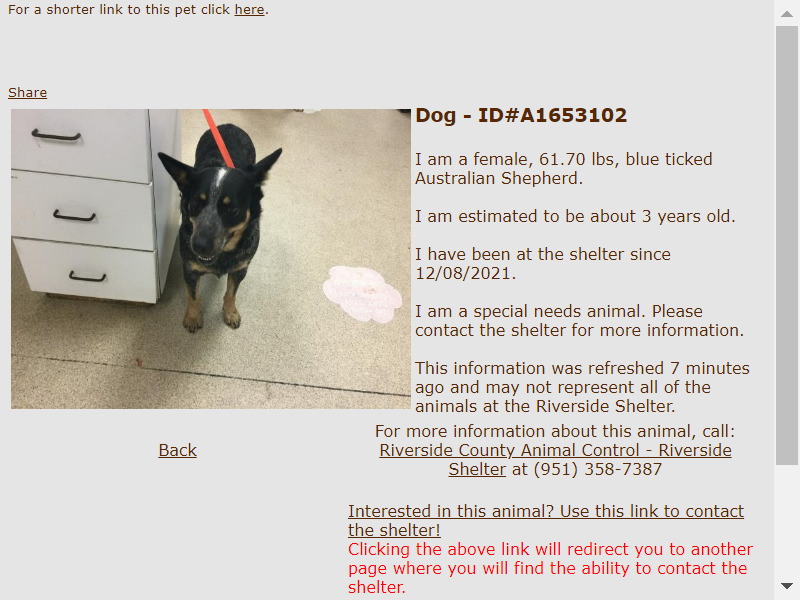 For a shorter link to this pet click here.
Share
Dog - ID#A1653102
I am a female, 61.70 lbs, blue ticked
Australian Shepherd.
I am estimated to be about 3 years old.
I have been at the shelter since
12/08/2021.
I am a special needs animal. Please
contact the shelter for more information.
This information was refreshed 7 minutes
ago and may not represent all of the
animals at the Riverside Shelter.
Back
For more information about this animal, call:
Riverside County Animal Control - Riverside
Shelter at (951) 358-7387
Interested in this animal? Use this link to contact
the shelter!
Clicking the above link will redirect you to another
page where you will find the ability to contact the
shelter.